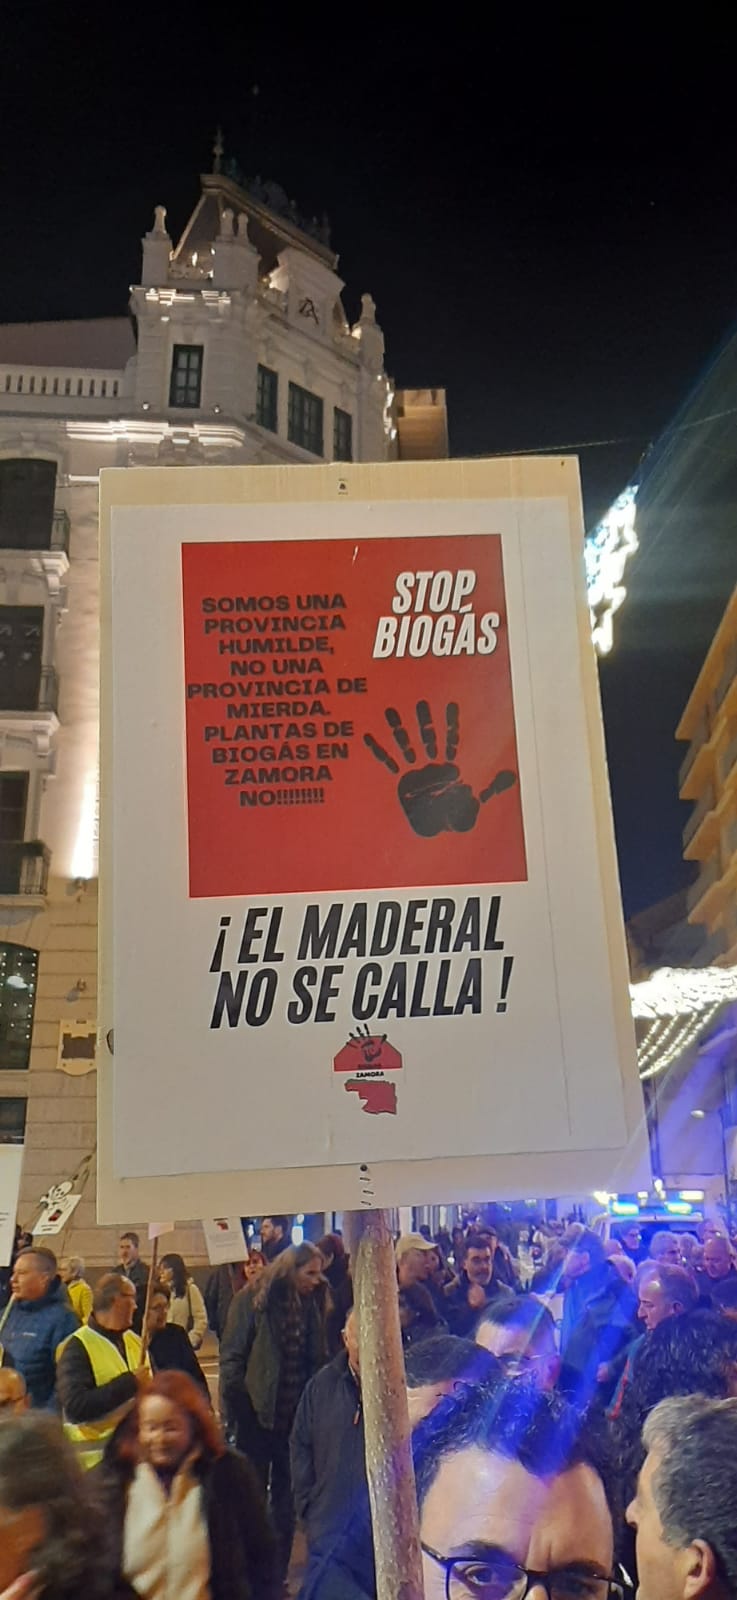 SOMOS UNA
PROVINCIA
HUMILDE,
NO UNA
PROVINCIA DE
MIERDA.
PLANTAS DE
BIOGÁS EN
ZAMORA
NO!!!!!!!!
STOP
BIOGÁS
¡EL MADERAL
NO SE CALLA!
STOP
ZAMORA